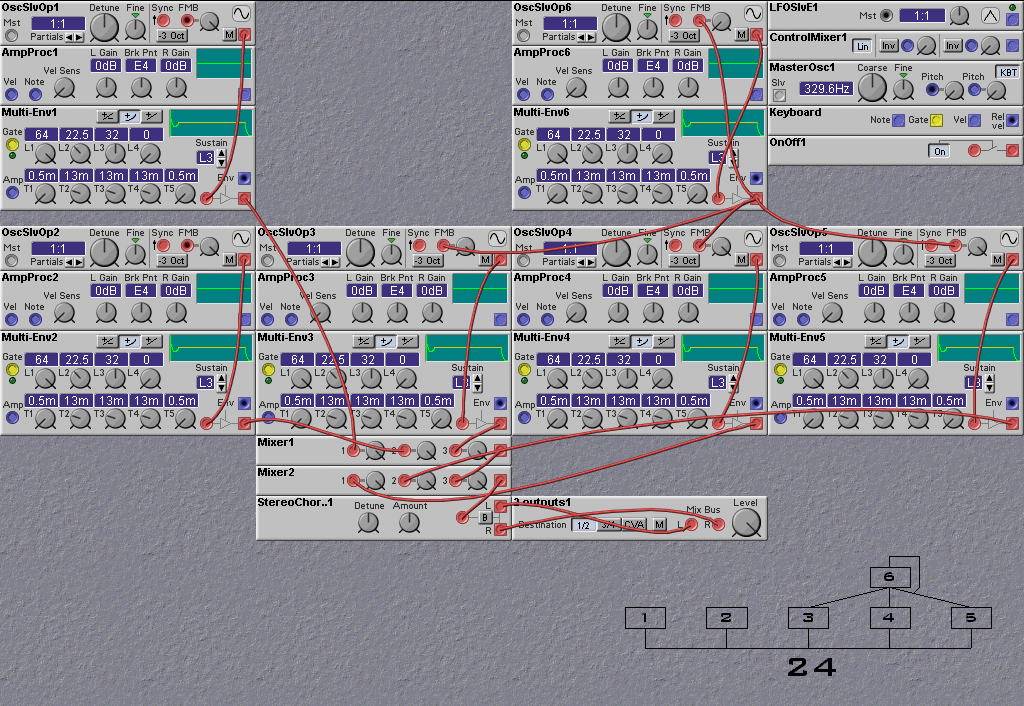 OscSlvOp1
Mst 1:1 Partials
Detune Fine Sync FMB
-3 Oct M
AmpProc1
L Gain Brk Pnt R Gain
0dB E4 0dB
Vel Note Vel Sens
Multi-Env1
Gate 64 22.5 32 0
L1 L2 L3 L4 Sustain L3
Amp 0.5m 13m 13m 13m 0.5m Env
T1 T2 T3 T4 T5
OscSlvOp6
Mst 1:1 Partials
Detune Fine Sync FMB
-3 Oct M
AmpProc6
L Gain Brk Pnt R Gain
0dB E4 0dB
Vel Note Vel Sens
Multi-Env6
Gate 64 22.5 32 0
L1 L2 L3 L4 Sustain L3
Amp 0.5m 13m 13m 13m 0.5m Env
T1 T2 T3 T4 T5
LFOSlvE1
Mst 1:1
ControlMixer1 Lin Inv Inv
MasterOsc1 Coarse Fine KBT
Slv 329.6Hz Pitch Pitch
Keyboard
Note Gate Vel Rel vel
OnOff1
On
OscSlvOp2
Mst 1:1 Partials
Detune Fine Sync FMB
-3 Oct M
AmpProc2
L Gain Brk Pnt R Gain
0dB E4 0dB
Vel Note Vel Sens
Multi-Env2
Gate 64 22.5 32 0
L1 L2 L3 L4 Sustain L3
Amp 0.5m 13m 13m 13m 0.5m Env
T1 T2 T3 T4 T5
OscSlvOp3
Mst 1:1 Partials
Detune Fine Sync FMB
-3 Oct M
AmpProc3
L Gain Brk Pnt R Gain
0dB E4 0dB
Vel Note Vel Sens
Multi-Env3
Gate 64 22.5 32 0
L1 L2 L3 L4 Sustain L3
Amp 0.5m 13m 13m 13m 0.5m Env
T1 T2 T3 T4 T5
OscSlvOp4
Mst 1:1 Partials
Detune Fine Sync FMB
-3 Oct M
AmpProc4
L Gain Brk Pnt R Gain
0dB E4 0dB
Vel Note Vel Sens
Multi-Env4
Gate 64 22.5 32 0
L1 L2 L3 L4 Sustain L3
Amp 0.5m 13m 13m 13m 0.5m Env
T1 T2 T3 T4 T5
OscSlvOp5
Mst 1:1 Partials
Detune Fine Sync FMB
-3 Oct M
AmpProc5
L Gain Brk Pnt R Gain
0dB E4 0dB
Vel Note Vel Sens
Multi-Env5
Gate 64 22.5 32 0
L1 L2 L3 L4 Sustain L3
Amp 0.5m 13m 13m 13m 0.5m Env
T1 T2 T3 T4 T5
Mixer1 1 2 3
Mixer2 1 2 3
StereoChor..1
Detune Amount B L R
2 outputs1
Destination 1/2 3/4 CVA M
Mix Bus L R Level
6
1 2 3 4 5
24